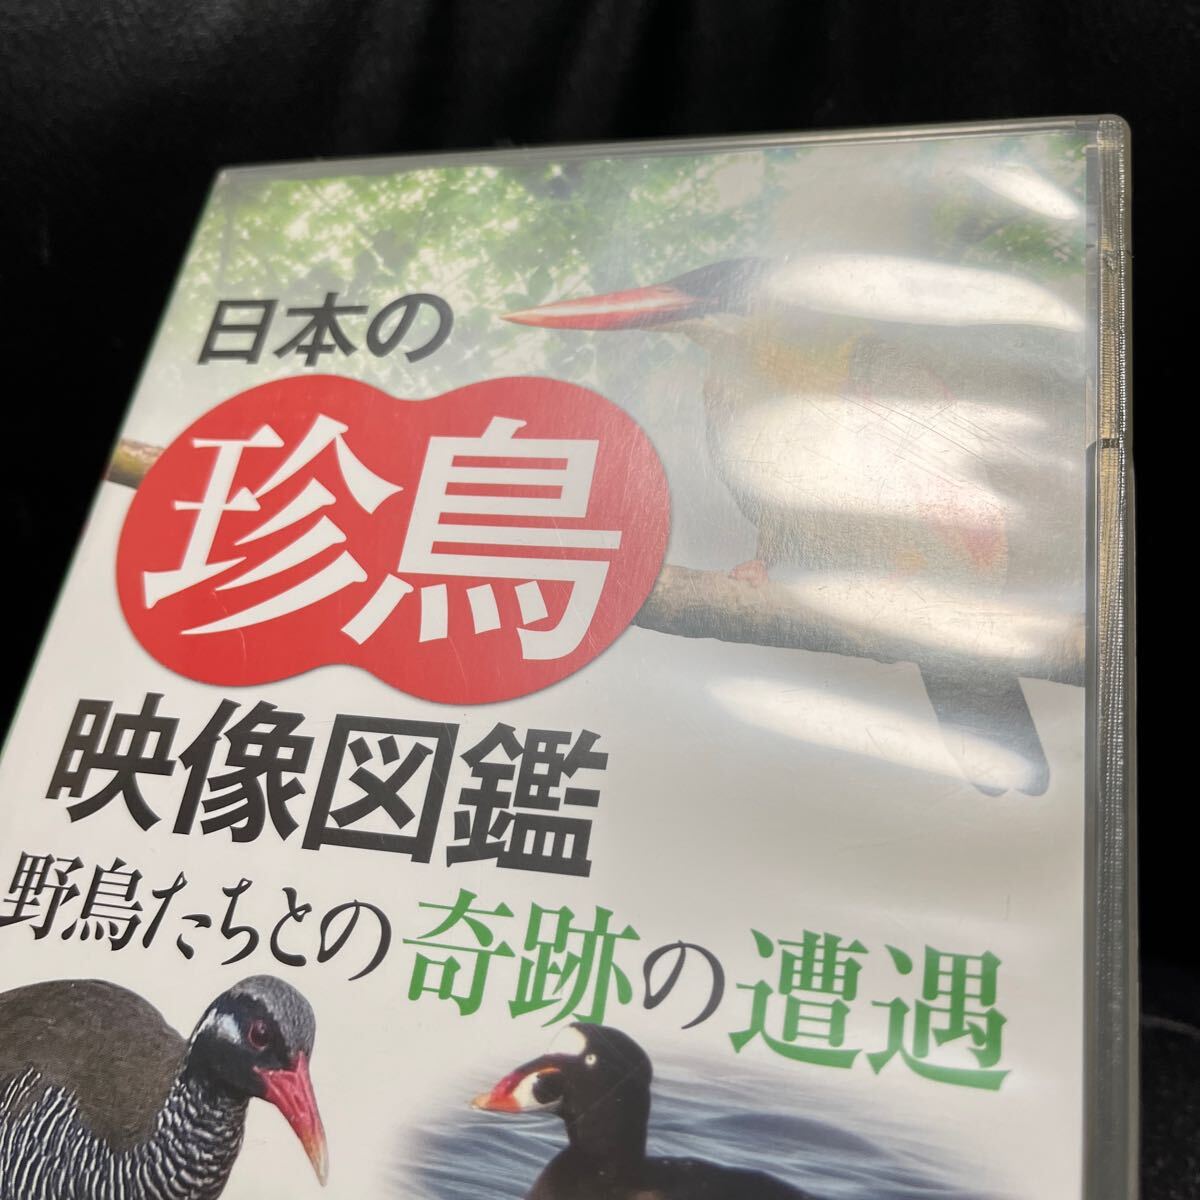 日本の
珍鳥
映像図鑑
野鳥たちとの奇跡の遭遇